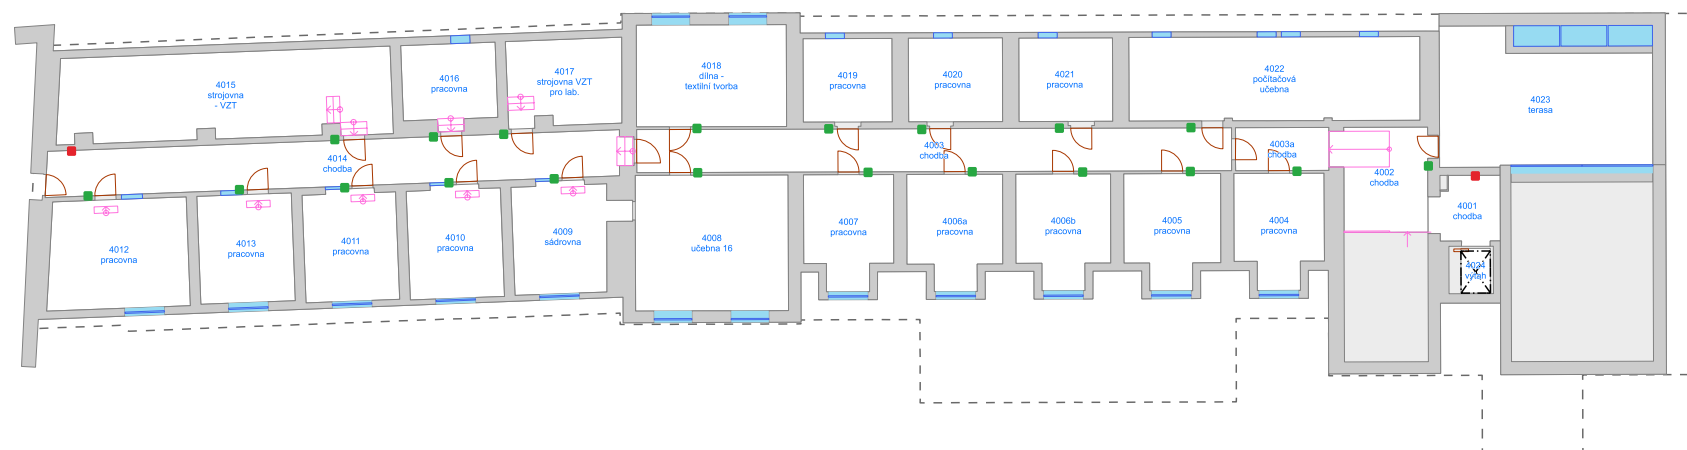 4015
strojovna
- VZT
4016
pracovna
4017
strojovna VZT
pro lab.
4018
dílna -
textilní tvorba
4019
pracovna
4020
pracovna
4021
pracovna
4022
počítačová
učebna
4023
terasa
4014
chodba
4003
chodba
4003a
chodba
4002
chodba
4001
chodba
4012
pracovna
4013
pracovna
4011
pracovna
4010
pracovna
4009
sádrovna
4008
učebna 16
4007
pracovna
4006a
pracovna
4006b
pracovna
4005
pracovna
4004
pracovna
4024
výtah